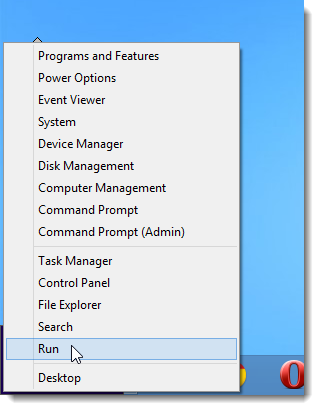 Programs and Features
Power Options
Event Viewer
System
Device Manager
Disk Management
Computer Management
Command Prompt
Command Prompt (Admin)
Task Manager
Control Panel
File Explorer
Search
Run
Desktop